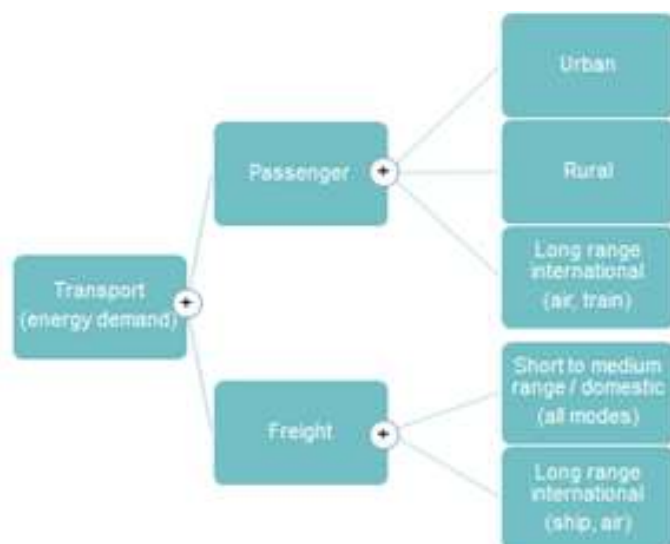 Urban
Passenger
Rural
Long range
international
(air, train)
Transport
(energy demand)
Short to medium
range / domestic
(all modes)
Freight
Long range
international
(ship, air)